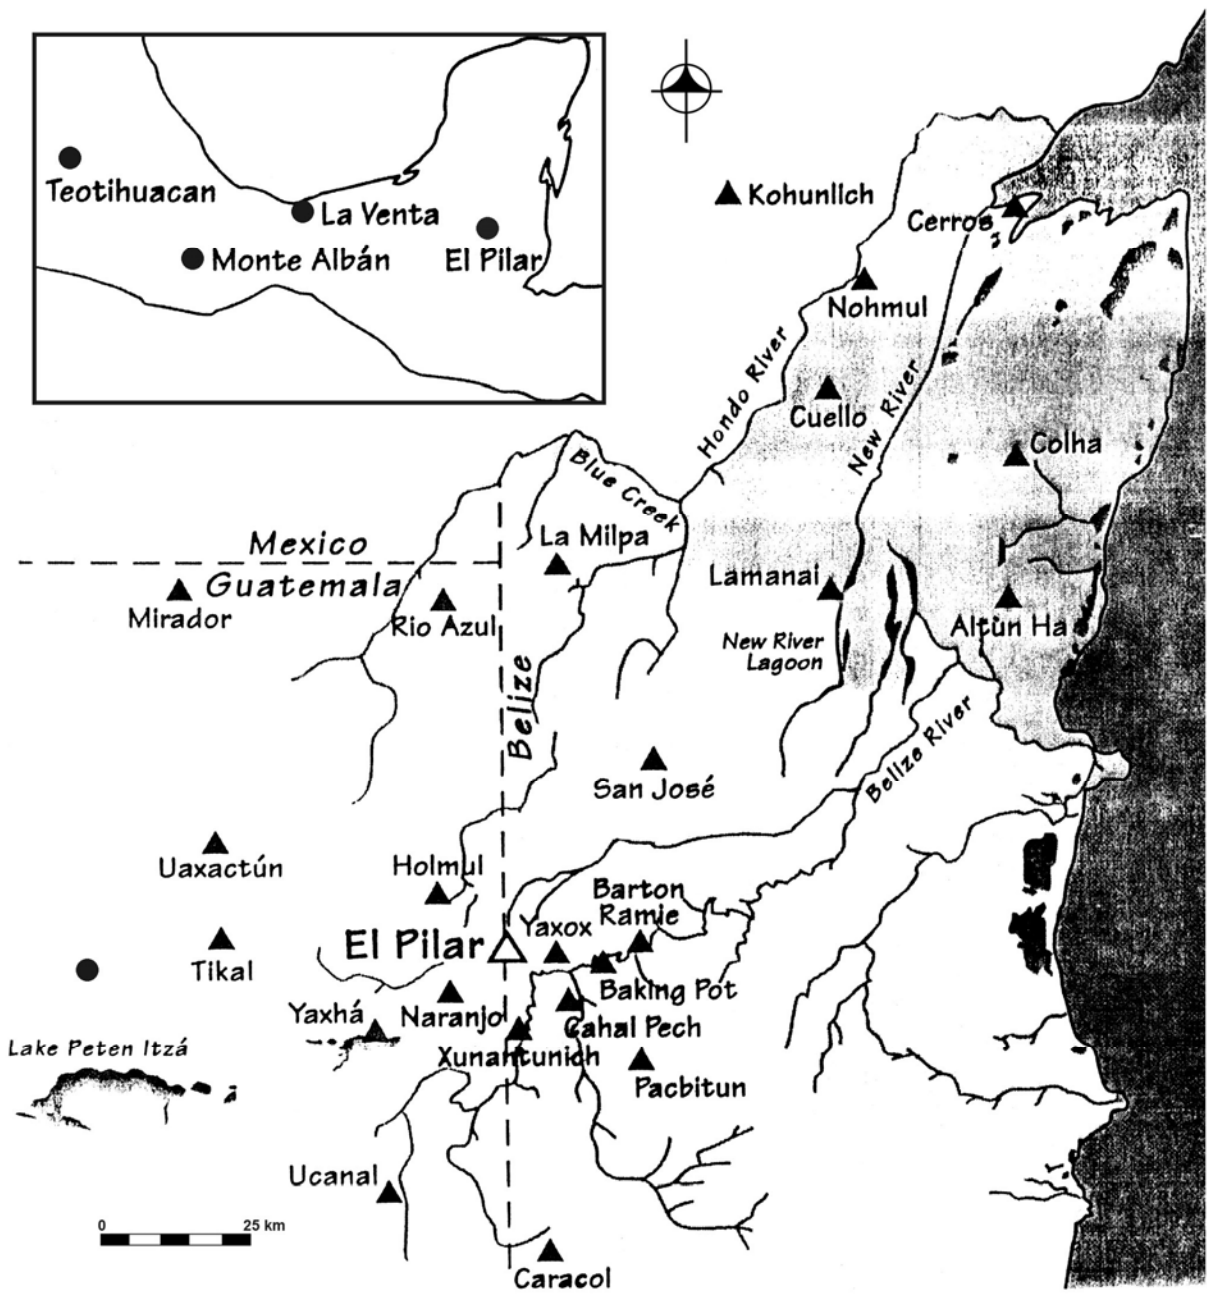 Teotihuacan
La Venta
Monte Albán
El Pilar
Kohunlich
Cerros
Nohmul
Hondo River
Cuello
New River
Colha
Blue Creek
La Milpa
Mexico
Guatemala
Mirador
Rio Azul
Lamanai
Altun Ha
New River
Lagoon
Belize
San José
Belize River
Uaxactún
Holmul
Barton
Ramie
El Pilar
Yaxox
Tikal
Baking Pot
Yaxhá
Naranjo
Cahal Pech
Lake Peten Itzá
Xunantunich
Pacbitun
Ucanal
0
25 km
Caracol